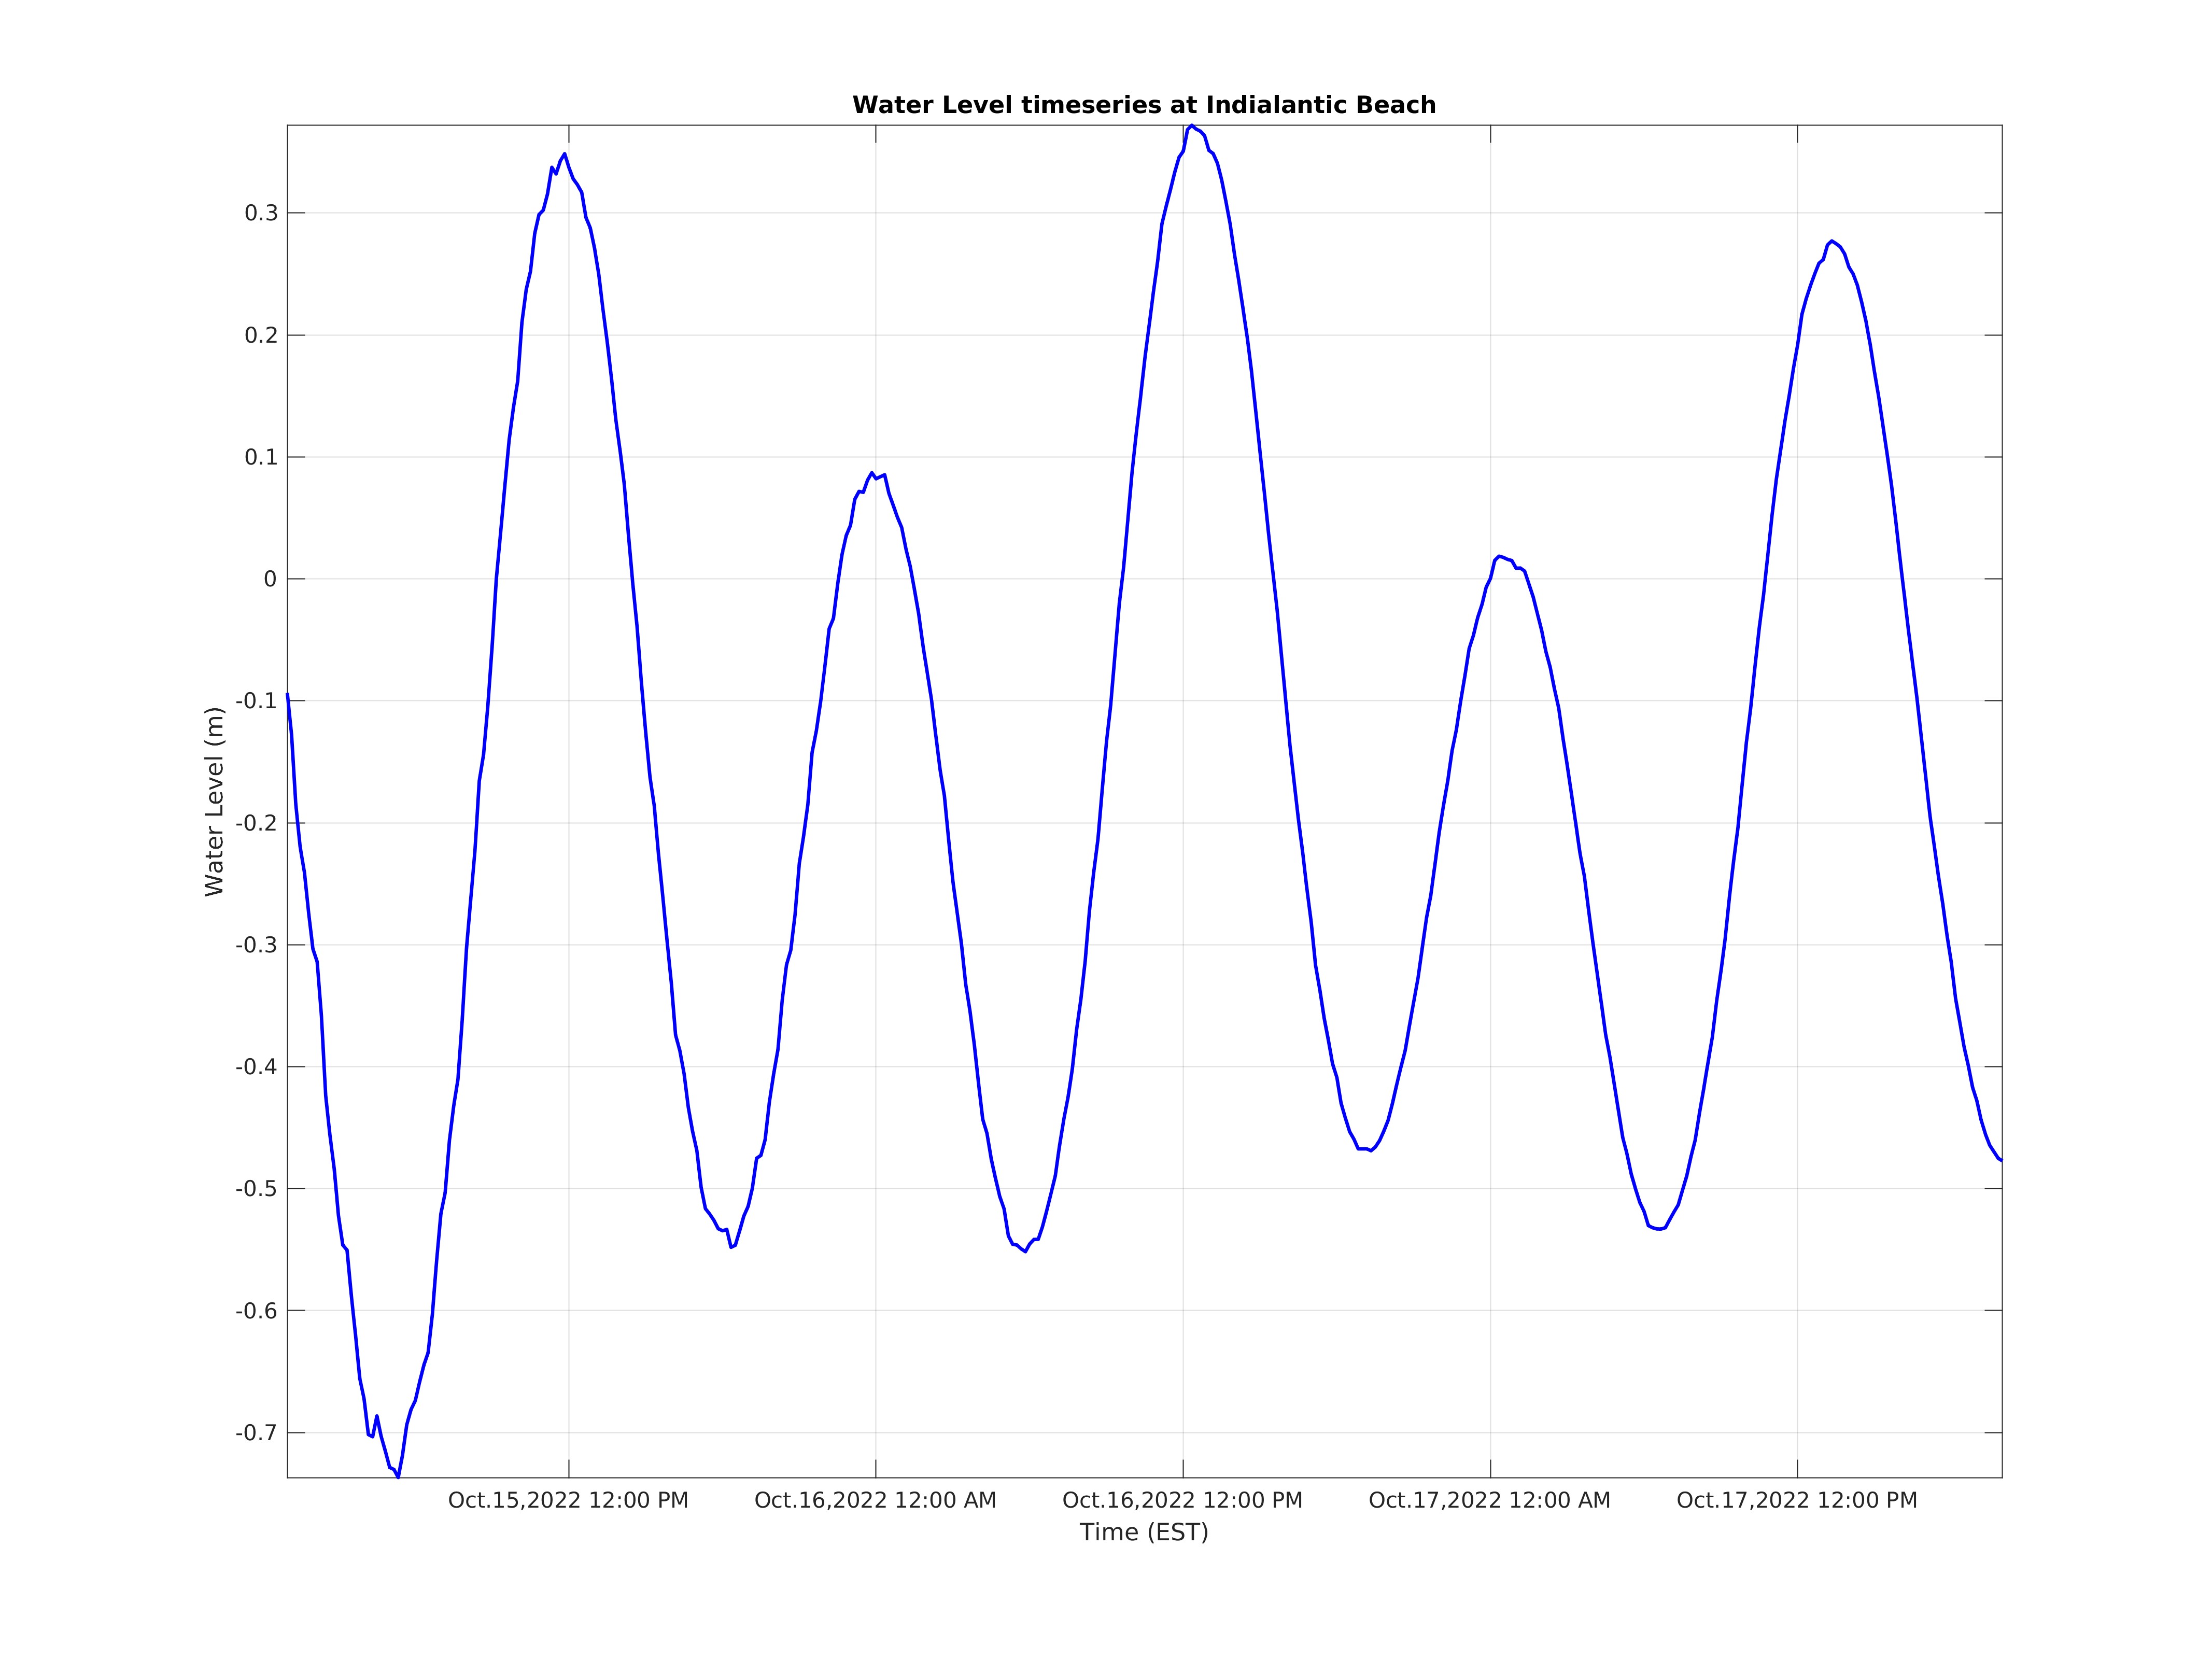 Water Level timeseries at Indialantic Beach
0.3
0.2
0.1
0
-0.1
-0.2
-0.3
-0.4
-0.5
-0.6
-0.7
Water Level (m)
Oct.15,2022 12:00 PM
Oct.16,2022 12:00 AM
Oct.16,2022 12:00 PM
Oct.17,2022 12:00 AM
Oct.17,2022 12:00 PM
Time (EST)